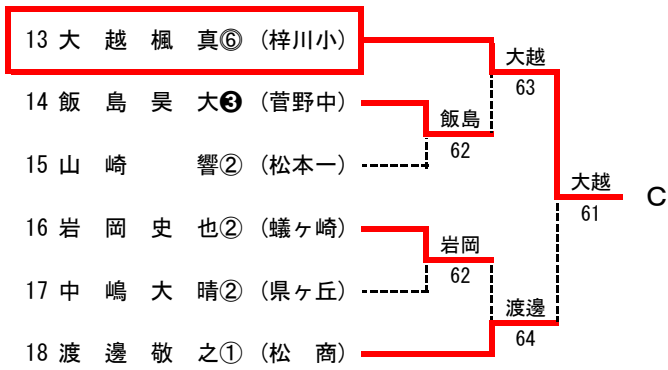 13 大 越 楓 真⑥ (梓川小)
大越
63
14 飯 島 昊 大❸ (菅野中)
飯島
62
15 山 崎 響② (松本一)
大越
61
C
16 岩 岡 史 也② (蟻ヶ崎)
岩岡
62
17 中 嶋 大 晴② (県ヶ丘)
渡邊
64
18 渡 邊 敬 之① (松 商)